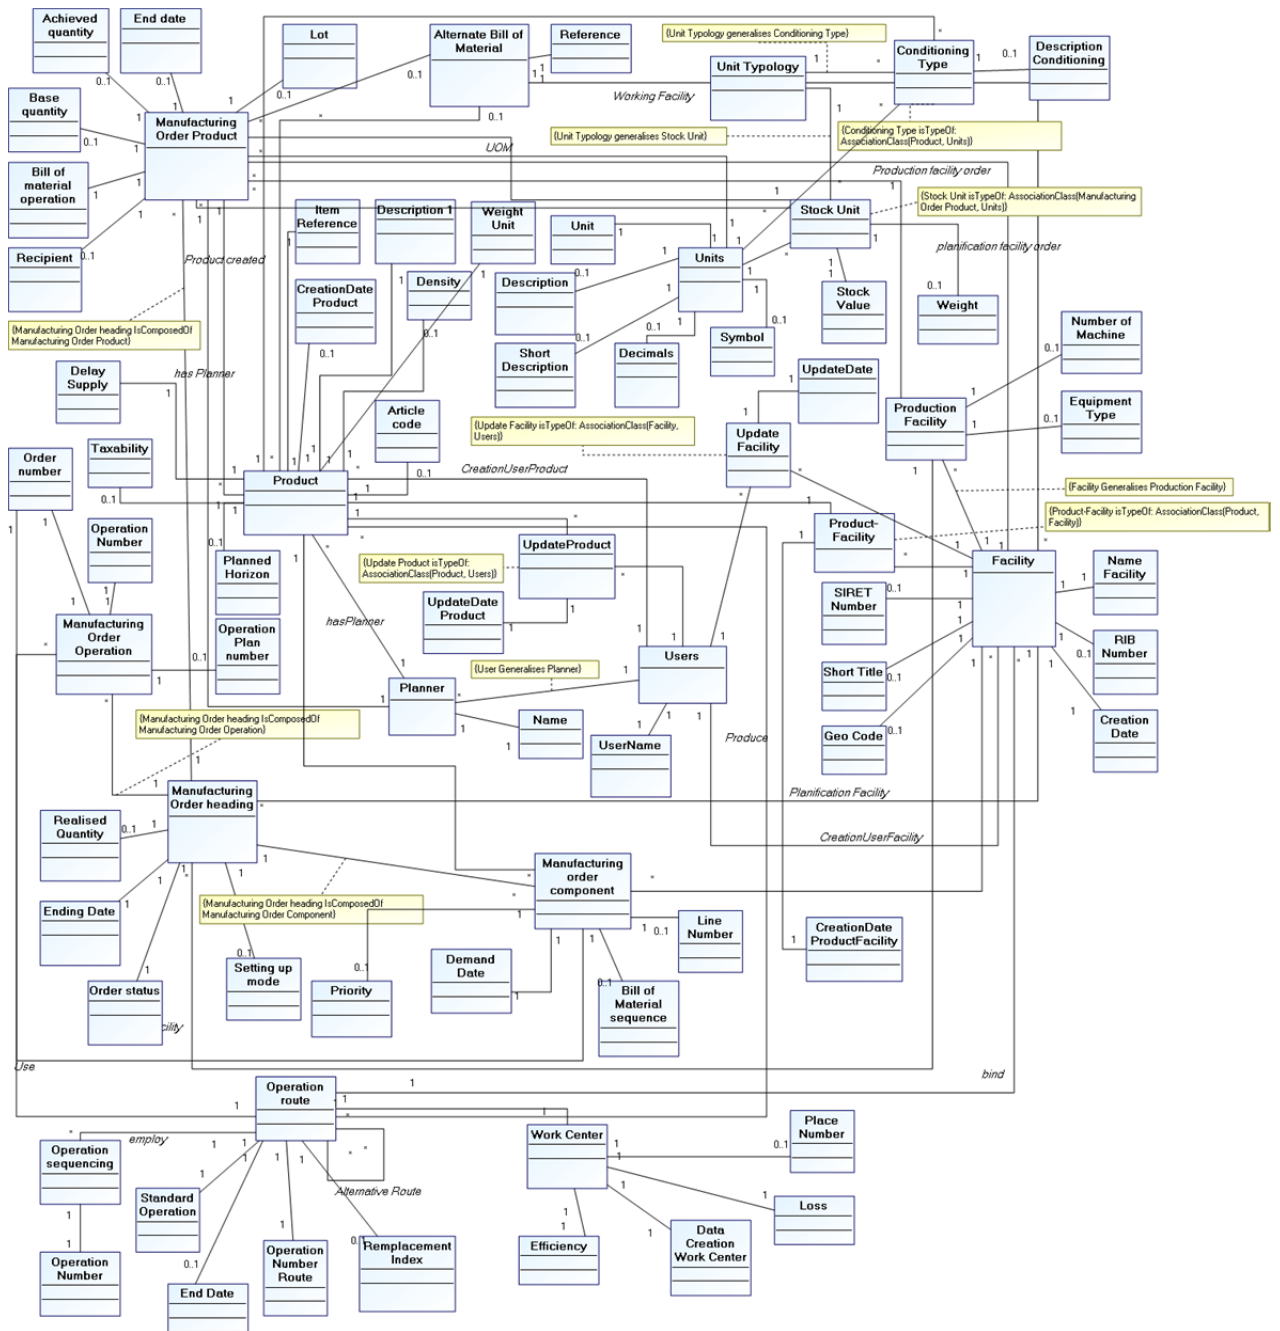 Achieved
quantity
End date
Lot
Alternate Bill of
Material
Reference
{Unit Typology generalises Conditioning Type}
Conditioning
Type
Description
Conditioning
Unit Typology
Base
quantity
Manufacturing
Order Product
Working Facility
{Unit Typology generalises Stock Unit}
{Conditioning Type isTypeOf:
AssociationClass(Product, Units)}
UOM
Bill of
material
operation
Production facility order
{Stock Unit isTypeOf: AssociationClass(Manufacturing
Order Product, Units)}
Item
Reference
Description 1
Weight
Unit
Unit
Stock Unit
Recipient
Product created
Units
planification facility order
CreationDate
Product
Density
Description
Stock
Value
Weight
{Manufacturing Order heading IsComposedOf
Manufacturing Order Product}
Short
Description
Decimals
Symbol
Number of
Machine
Delay
Supply
has Planner
UpdateDate
Article
code
Production
Facility
Equipment
Type
{Update Facility isTypeOf: AssociationClass(Facility,
Users)}
Update
Facility
Order
number
Taxability
Product
CreationUserProduct
{Facility Generalises Production Facility}
{Product-Facility isTypeOf: AssociationClass(Product,
Facility)}
Operation
Number
Product-
Facility
Planned
Horizon
UpdateProduct
{Update Product isTypeOf:
AssociationClass(Product, Users)}
Facility
Name
Facility
SIRET
Number
UpdateDate
Product
Manufacturing
Order
Operation
Operation
Plan
number
hasPlanner
Users
RIB
Number
{User Generalises Planner}
Short Title
Planner
Name
{Manufacturing Order heading IsComposedOf
Manufacturing Order Operation}
UserName
Produce
Geo Code
Creation
Date
Manufacturing
Order heading
Planification Facility
Realised
Quantity
CreationUserFacility
Manufacturing
order
component
Ending Date
{Manufacturing Order heading IsComposedOf
Manufacturing Order Component}
Line
Number
CreationDate
ProductFacility
Demand
Date
Setting up
mode
Order status
Priority
Bill of
Material
sequence
cility
Use
bind
Operation
route
employ
Work Center
Place
Number
Operation
sequencing
Alternative Route
Standard
Operation
Loss
Operation
Number
Operation
Number
Route
Remplacement
Index
Efficiency
Data
Creation
Work Center
End Date